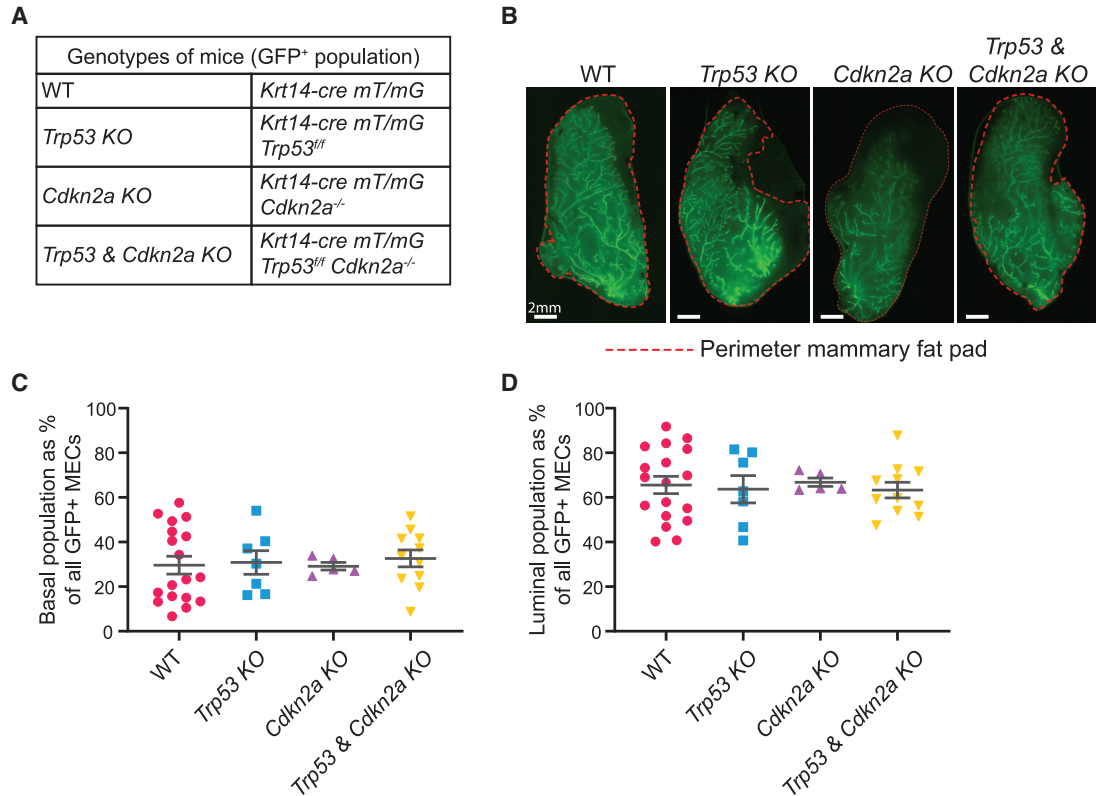 A
Genotypes of mice (GFP+ population)
WT
Krt14-cre mT/mG
Trp53 KO
Krt14-cre mT/mG
Trp53f/f
Cdkn2a KO
Krt14-cre mT/mG
Cdkn2a-/-
Trp53 & Cdkn2a KO
Krt14-cre mT/mG
Trp53f/f Cdkn2a-/-
B
WT
Trp53 KO
Cdkn2a KO
Trp53 &
Cdkn2a KO
2mm
Perimeter mammary fat pad
C
Basal population as %
of all GFP+ MECs
100
80
60
40
20
0
WT
Trp53 KO
Cdkn2a KO
Trp53 & Cdkn2a KO
D
Luminal population as %
of all GFP+ MECs
100
80
60
40
20
0
WT
Trp53 KO
Cdkn2a KO
Trp53 & Cdkn2a KO